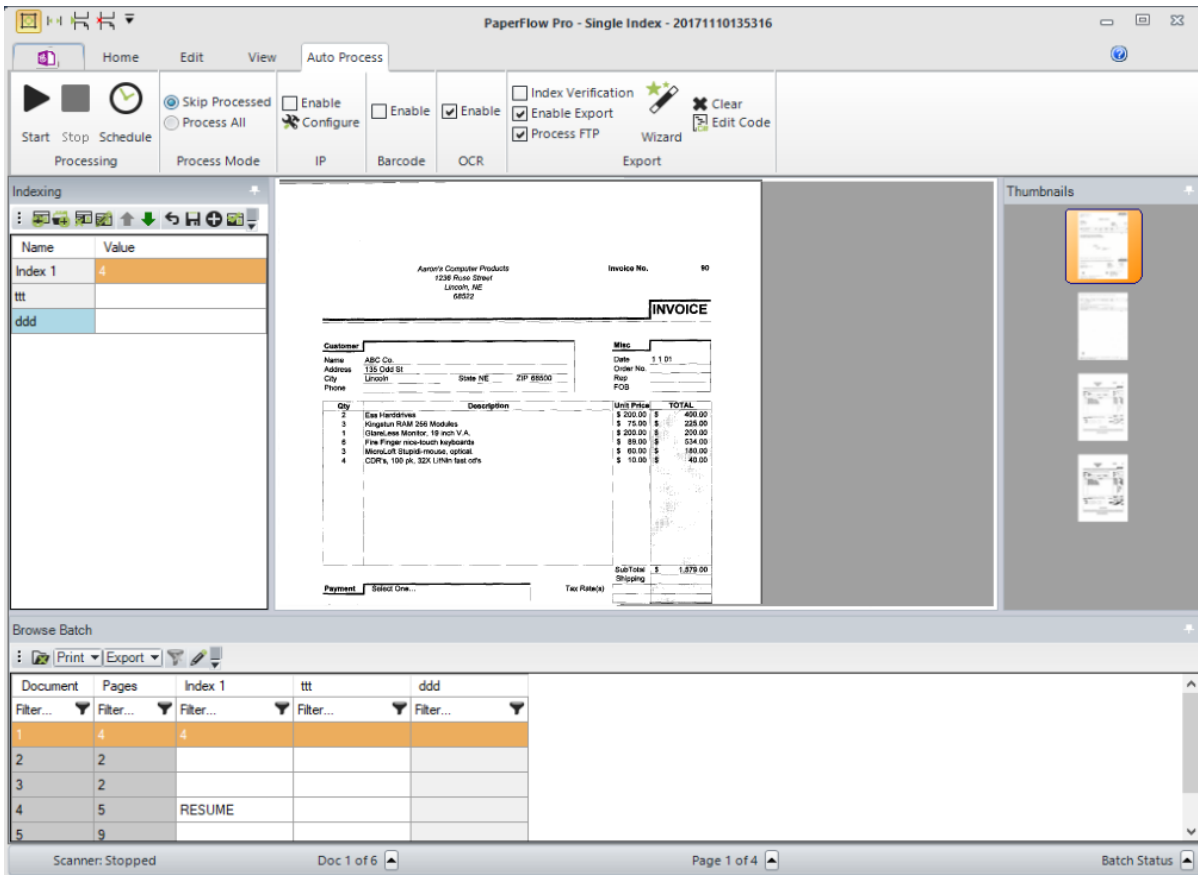 PaperFlow Pro - Single Index - 20171110135316
Home Edit View Auto Process
Start Stop Schedule
Processing
Skip Processed
Process All
Process Mode
Enable
Configure
IP
Enable
Barcode
Enable
OCR
Index Verification
Enable Export
Process FTP
Wizard
Clear
Edit Code
Export
Indexing
Name Value
Index 1 4
ttt
ddd
Aaron's Computer Products
1236 Rose Street
Lincoln, NE
68522
Invoice No. 90
INVOICE
Customer
Name ABC Co.
Address 135 Odd St
City Lincoln State NE ZIP 68500
Phone
Misc
Date 1 1 01
Order No.
Rep
FOB
Qty Description Unit Price TOTAL
2 Ess Harddrives $ 200.00 $ 400.00
3 Kingstun RAM 256 Modules $ 75.00 $ 225.00
1 GlareLess Monitor, 19 inch V.A. $ 200.00 $ 200.00
6 Fire Finger nice-touch keyboards $ 89.00 $ 534.00
3 MicroLoft Stupidi-mouse, optical. $ 60.00 $ 180.00
4 CDR's, 100 pk, 32X fast cd's $ 10.00 $ 40.00
SubTotal $ 1,579.00
Shipping
Payment Select One... Tax Rate(s)
Thumbnails
Browse Batch
Print Export
Document Pages Index 1 ttt ddd
Filter... Filter... Filter... Filter... Filter...
1 4 4
2 2
3 2
4 5 RESUME
5 9
Scanner: Stopped Doc 1 of 6 Page 1 of 4 Batch Status